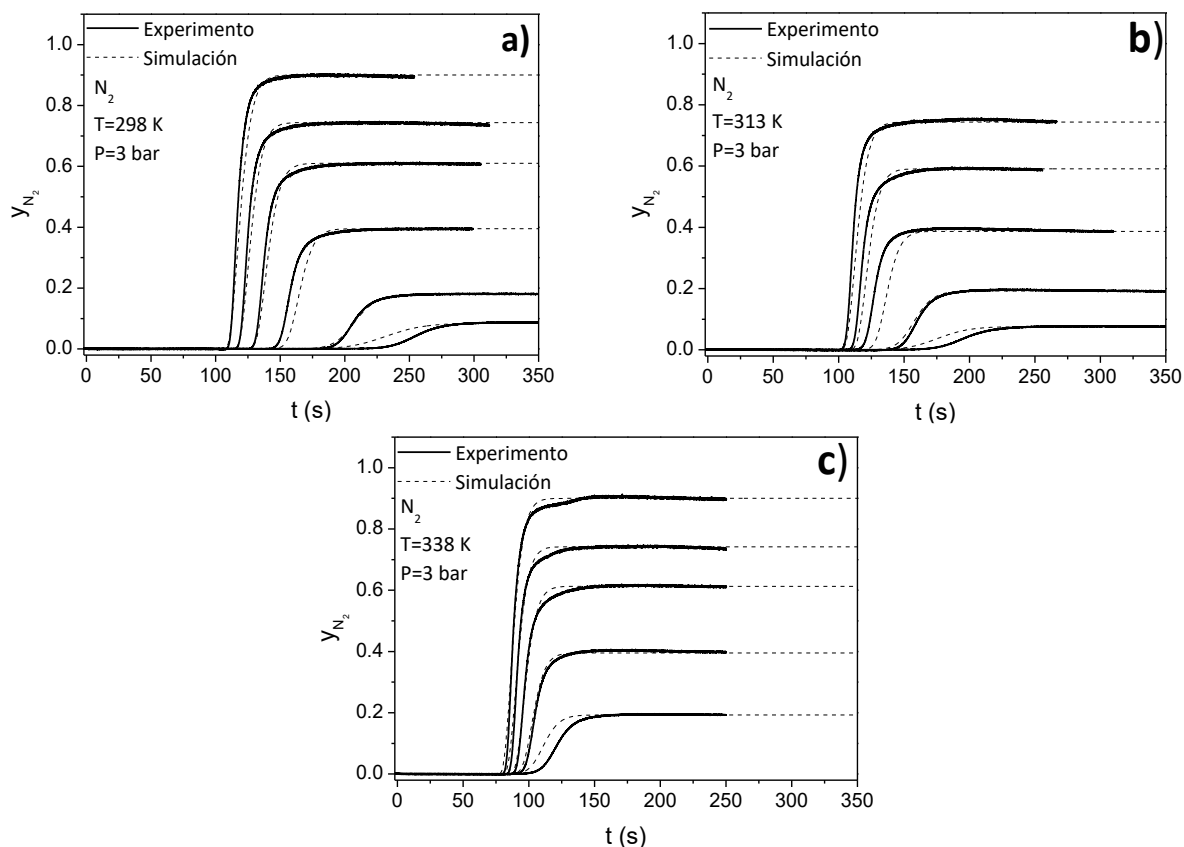 a)
Experimento
Simulación
N₂
T=298 K
P=3 bar
1.0
0.8
0.6
0.4
0.2
0.0
yN₂
0 50 100 150 200 250 300 350
t (s)
b)
Experimento
Simulación
N₂
T=313 K
P=3 bar
1.0
0.8
0.6
0.4
0.2
0.0
yN₂
0 50 100 150 200 250 300 350
t (s)
c)
Experimento
Simulación
N₂
T=338 K
P=3 bar
1.0
0.8
0.6
0.4
0.2
0.0
yN₂
0 50 100 150 200 250 300 350
t (s)